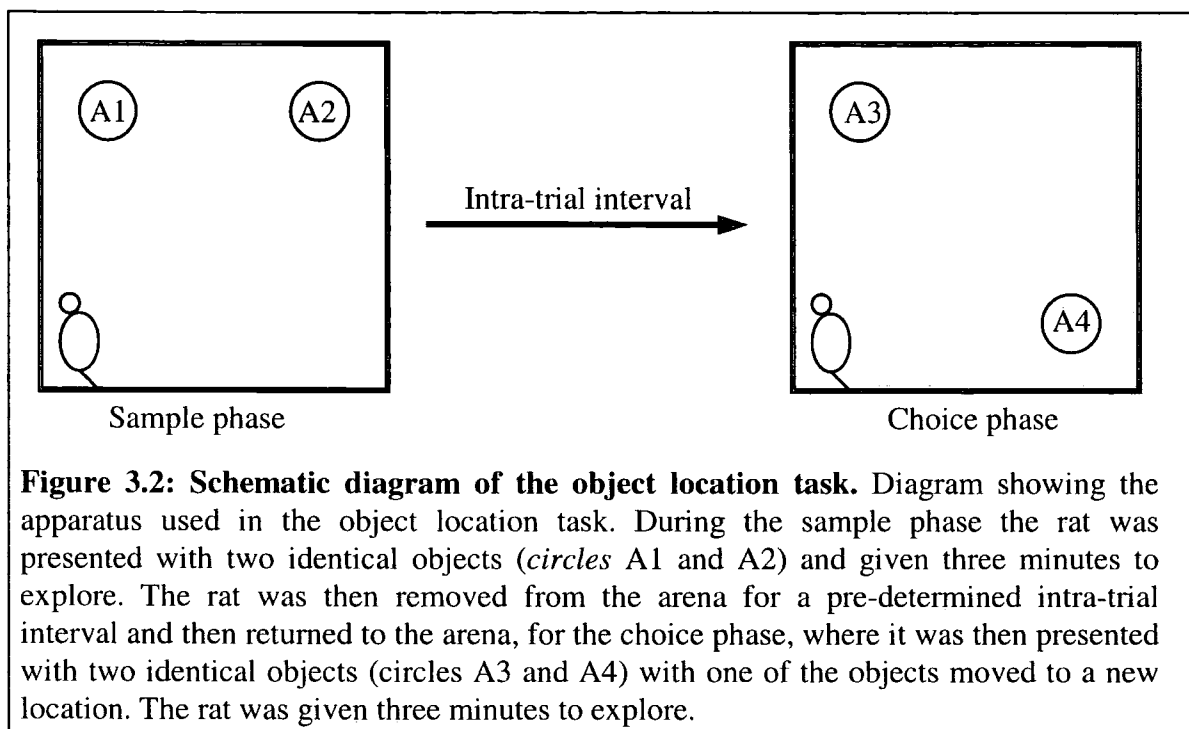 A1 A2 A3
Intra-trial interval
A4
Sample phase Choice phase
Figure 3.2: Schematic diagram of the object location task. Diagram showing the
apparatus used in the object location task. During the sample phase the rat was
presented with two identical objects (circles A1 and A2) and given three minutes to
explore. The rat was then removed from the arena for a pre-determined intra-trial
interval and then returned to the arena, for the choice phase, where it was then presented
with two identical objects (circles A3 and A4) with one of the objects moved to a new
location. The rat was given three minutes to explore.